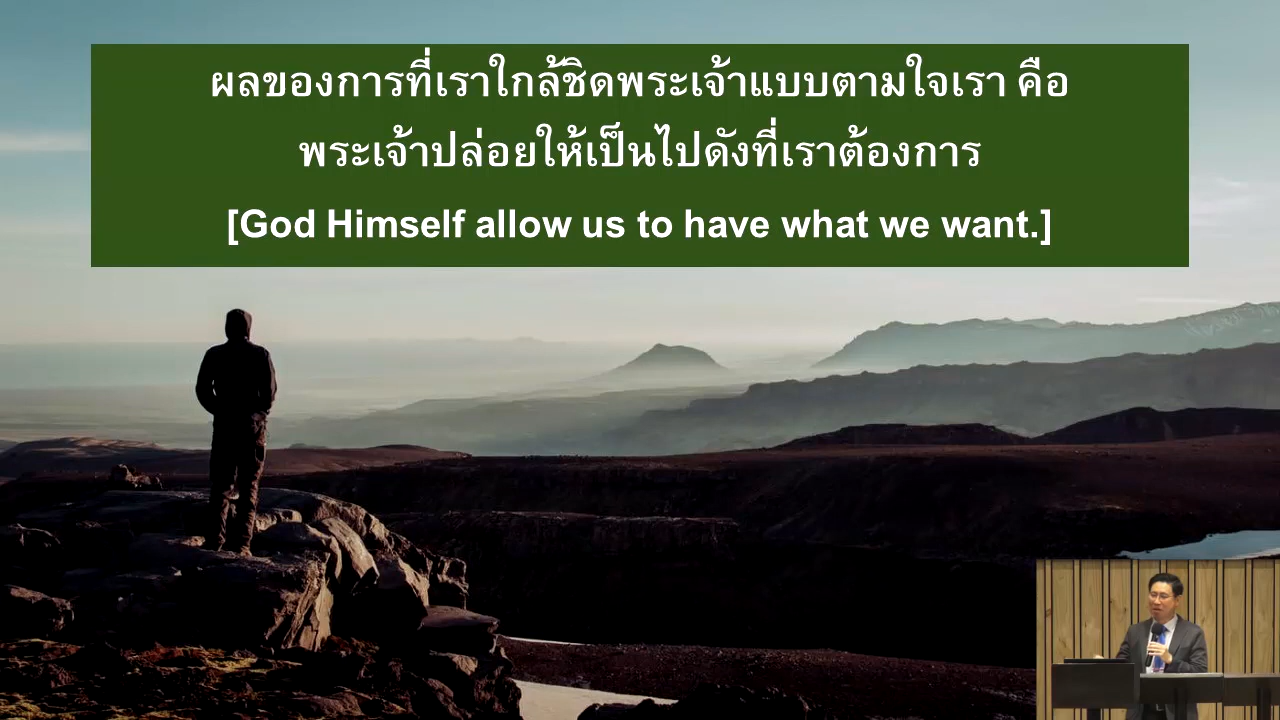 ผลของการที่เราใกล้ชิดพระเจ้าแบบตามใจเรา คือ
พระเจ้าปล่อยให้เป็นไปดังที่เราต้องการ
[God Himself allow us to have what we want.]